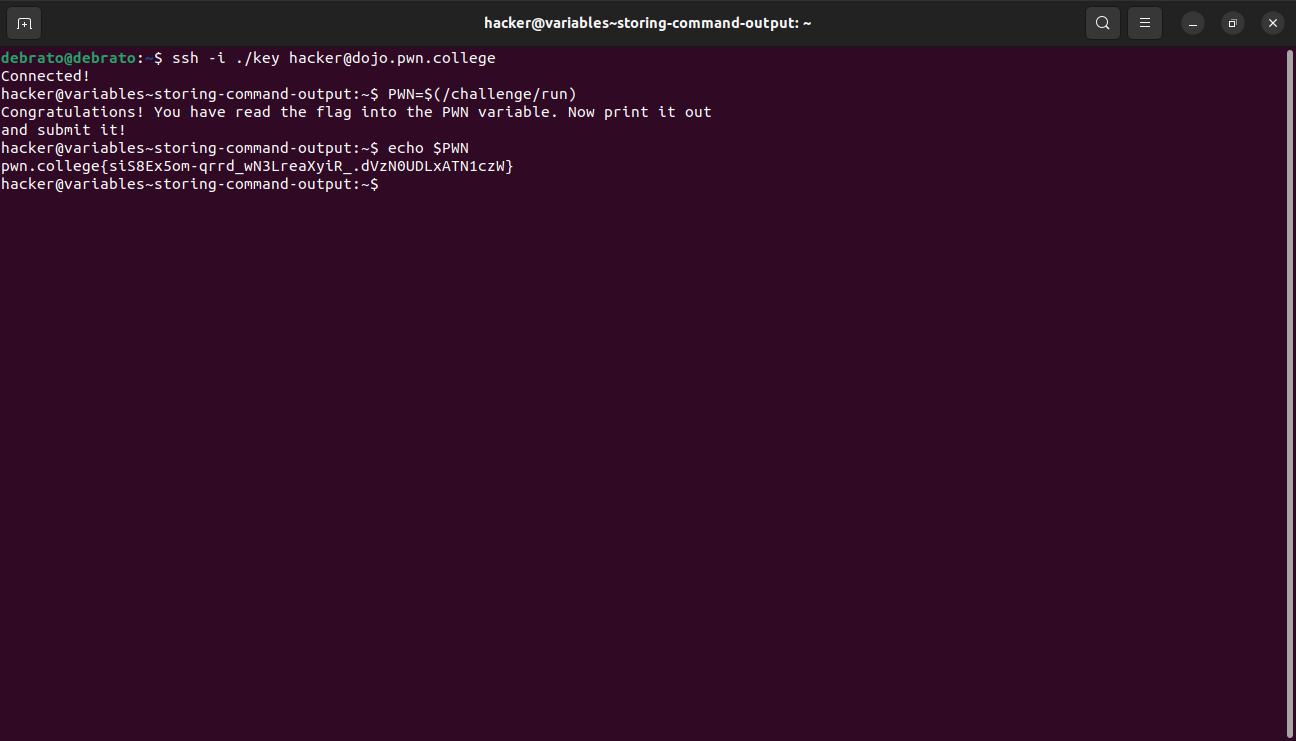 hacker@variables~storing-command-output: ~
debrato@debrato:~$ ssh -i ./key hacker@dojo.pwn.college
Connected!
hacker@variables~storing-command-output:~$ PWN=$(/challenge/run)
Congratulations! You have read the flag into the PWN variable. Now print it out
and submit it!
hacker@variables~storing-command-output:~$ echo $PWN
pwn.college{siS8Ex5om-qrrd_wN3LreaXyiR_.dVzN0UDLxATN1czW}
hacker@variables~storing-command-output:~$